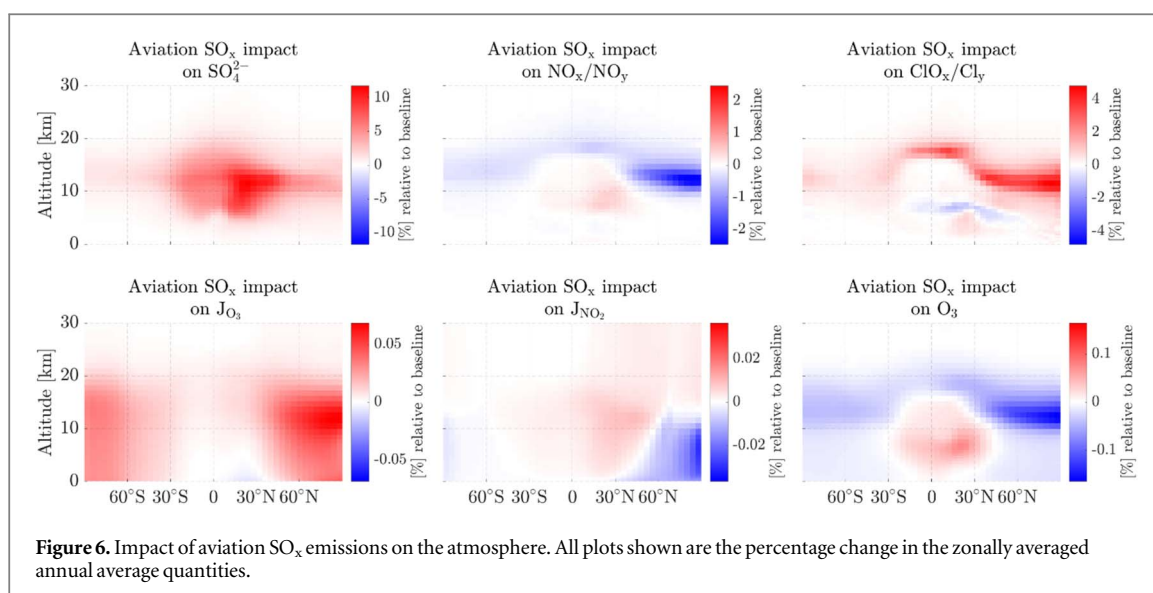 Aviation SOx impact on SO4^2−
30
20
10
0
Altitude [km]
10
5
0
-5
-10
[%] relative to baseline
Aviation SOx impact on NOx/NOy
2
1
0
-1
-2
[%] relative to baseline
Aviation SOx impact on ClOx/Cly
4
2
0
-2
-4
[%] relative to baseline
Aviation SOx impact on JO3
30
20
10
0
Altitude [km]
60°S 30°S 0 30°N 60°N
0.05
0
-0.05
[%] relative to baseline
Aviation SOx impact on JNO2
60°S 30°S 0 30°N 60°N
0.02
0
-0.02
[%] relative to baseline
Aviation SOx impact on O3
60°S 30°S 0 30°N 60°N
0.1
0
-0.1
[%] relative to baseline
Figure 6. Impact of aviation SOx emissions on the atmosphere. All plots shown are the percentage change in the zonally averaged
annual average quantities.